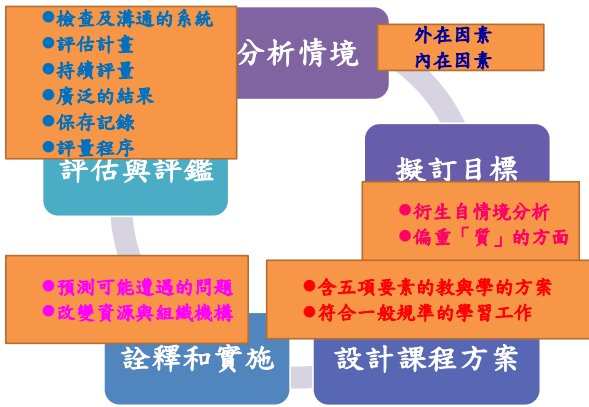 ●檢查及溝通的系統
●評估計畫
●持續評量
●廣泛的結果
●保存記錄
●評量程序
分析情境
外在因素
內在因素
評估與評鑑
擬訂目標
●衍生自情境分析
●偏重「質」的方面
●預測可能遭遇的問題
●改變資源與組織機構
●含五項要素的教與學的方案
●符合一般規準的學習工作
詮釋和實施
設計課程方案